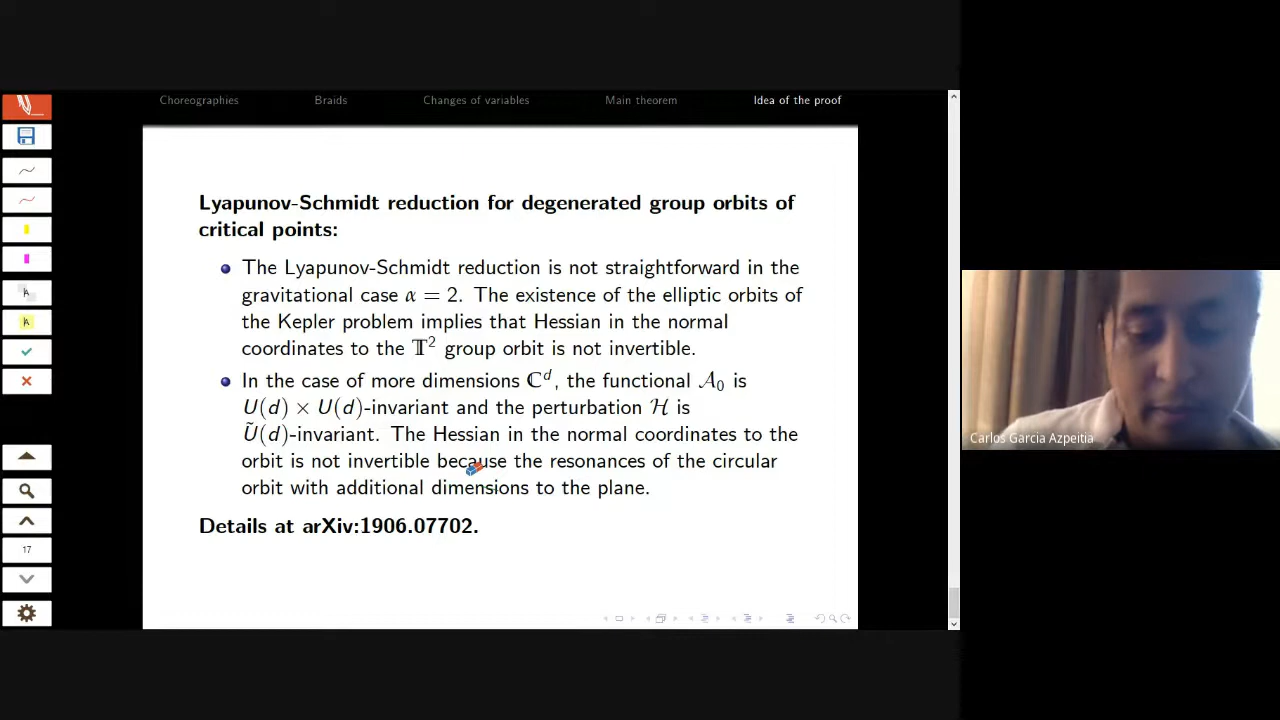 Choreographies Braids Changes of variables Main theorem Idea of the proof
Lyapunov-Schmidt reduction for degenerated group orbits of
critical points:
The Lyapunov-Schmidt reduction is not straightforward in the
gravitational case α = 2. The existence of the elliptic orbits of
the Kepler problem implies that Hessian in the normal
coordinates to the 𝕋² group orbit is not invertible.
In the case of more dimensions ℂᵈ, the functional 𝒜₀ is
U(d) × U(d)-invariant and the perturbation ℋ is
Ũ(d)-invariant. The Hessian in the normal coordinates to the
orbit is not invertible because the resonances of the circular
orbit with additional dimensions to the plane.
Details at arXiv:1906.07702.
Carlos Garcia Azpeitia
A
A
17